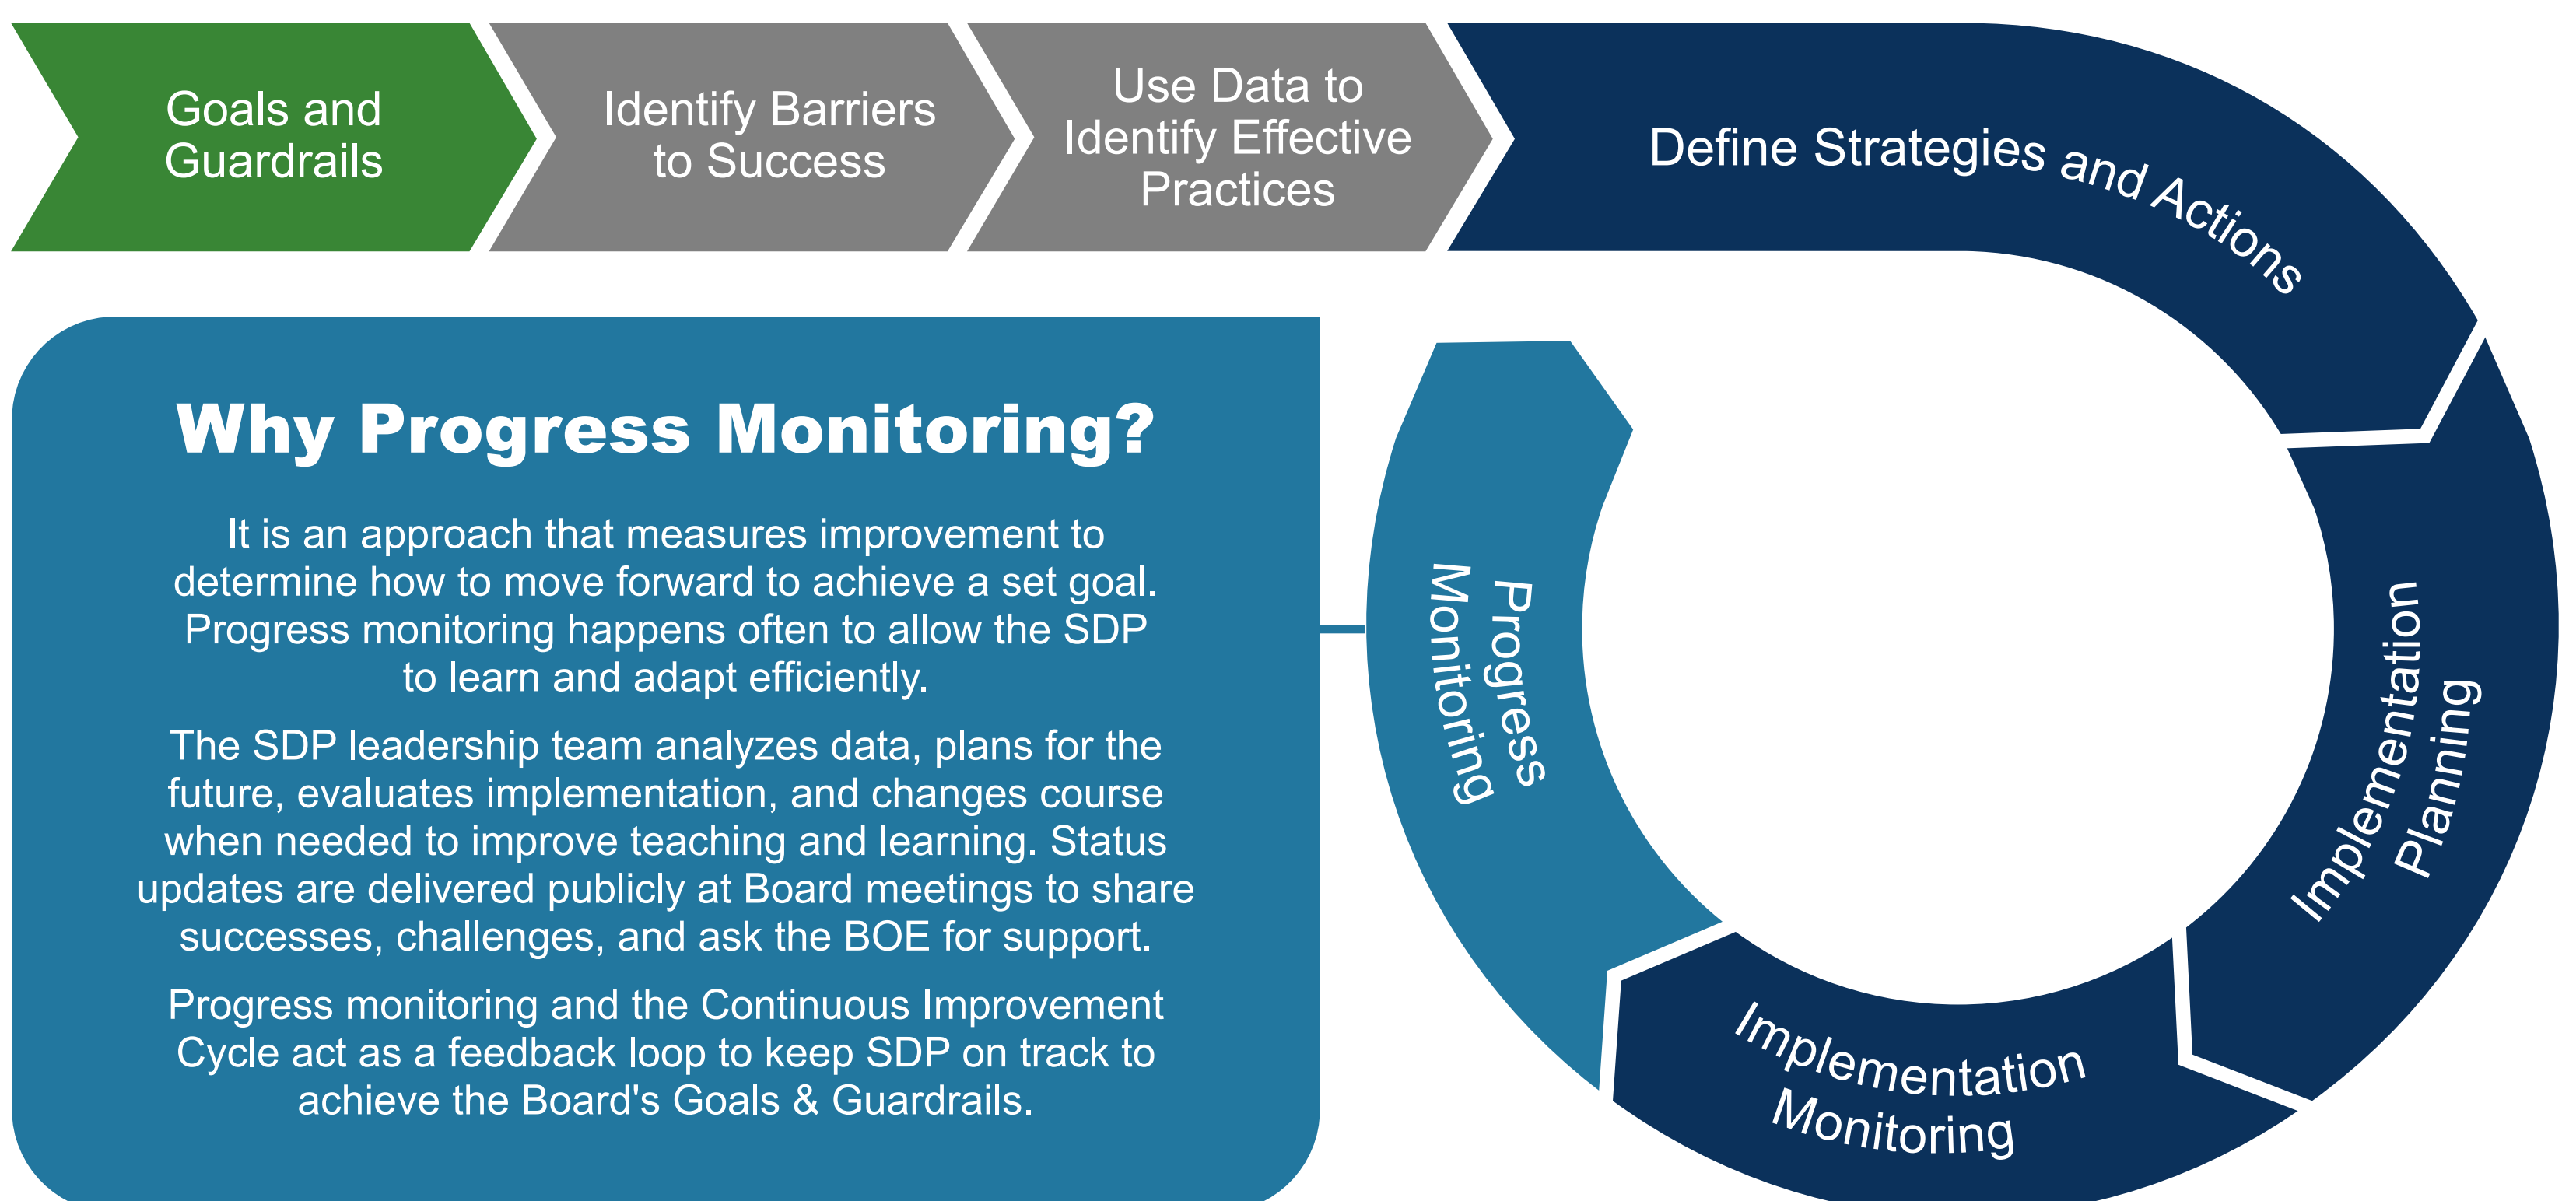 Goals and
Guardrails
Identify Barriers
to Success
Use Data to
Identify Effective
Practices
Define Strategies and Actions
Implementation
Planning
Implementation
Monitoring
Progress
Monitoring
Why Progress Monitoring?
It is an approach that measures improvement to
determine how to move forward to achieve a set goal.
Progress monitoring happens often to allow the SDP
to learn and adapt efficiently.
The SDP leadership team analyzes data, plans for the
future, evaluates implementation, and changes course
when needed to improve teaching and learning. Status
updates are delivered publicly at Board meetings to share
successes, challenges, and ask the BOE for support.
Progress monitoring and the Continuous Improvement
Cycle act as a feedback loop to keep SDP on track to
achieve the Board's Goals & Guardrails.